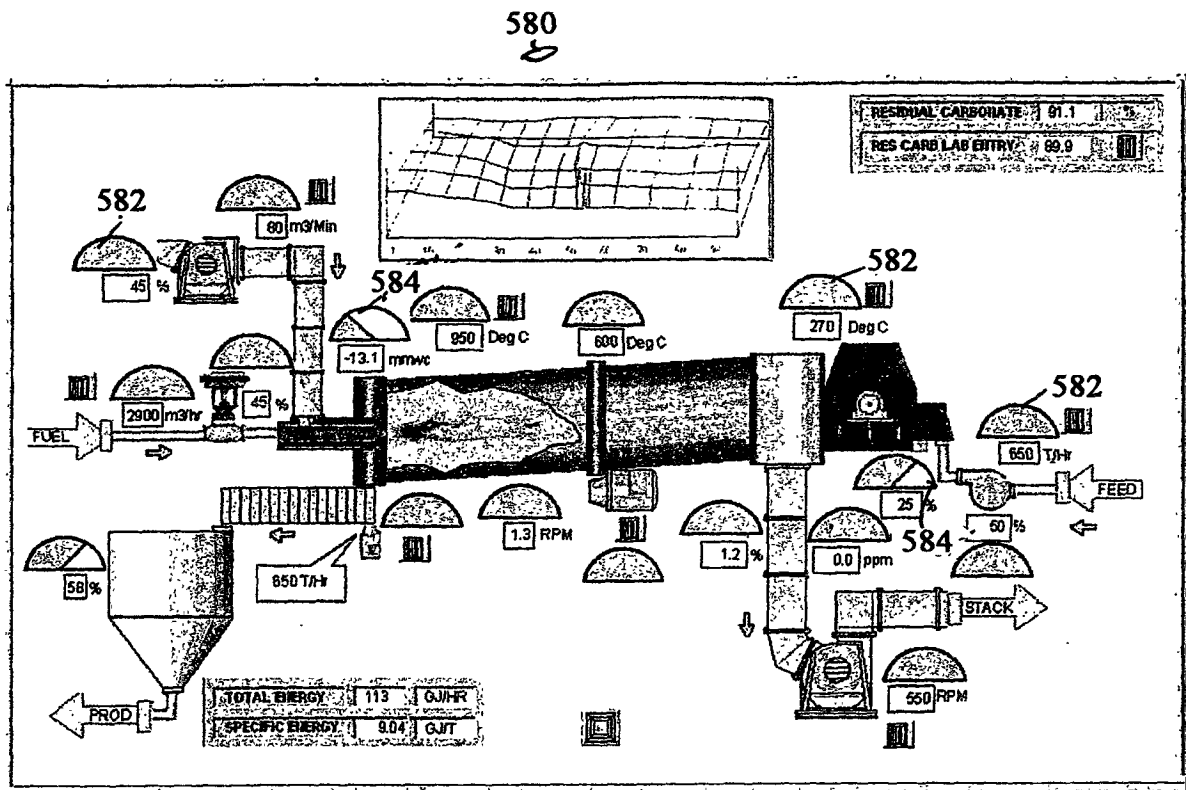 580
RESIDUAL CARBONATE 91.1 %
RES CARB LAB ENTRY 89.9
582
80 m3/Min
45 %
584
950 Deg C
600 Deg C
582
270 Deg C
-13.1 mmwc
582
2900 m3/hr
45 %
FUEL
650 T/Hr
25 %
FEED
1.3 RPM
1.2 %
0.0 ppm
584
60 %
58 %
650 T/Hr
STACK
550 RPM
TOTAL ENERGY 113 GJ/HR
SPECIFIC ENERGY 9.04 GJ/T
PROD